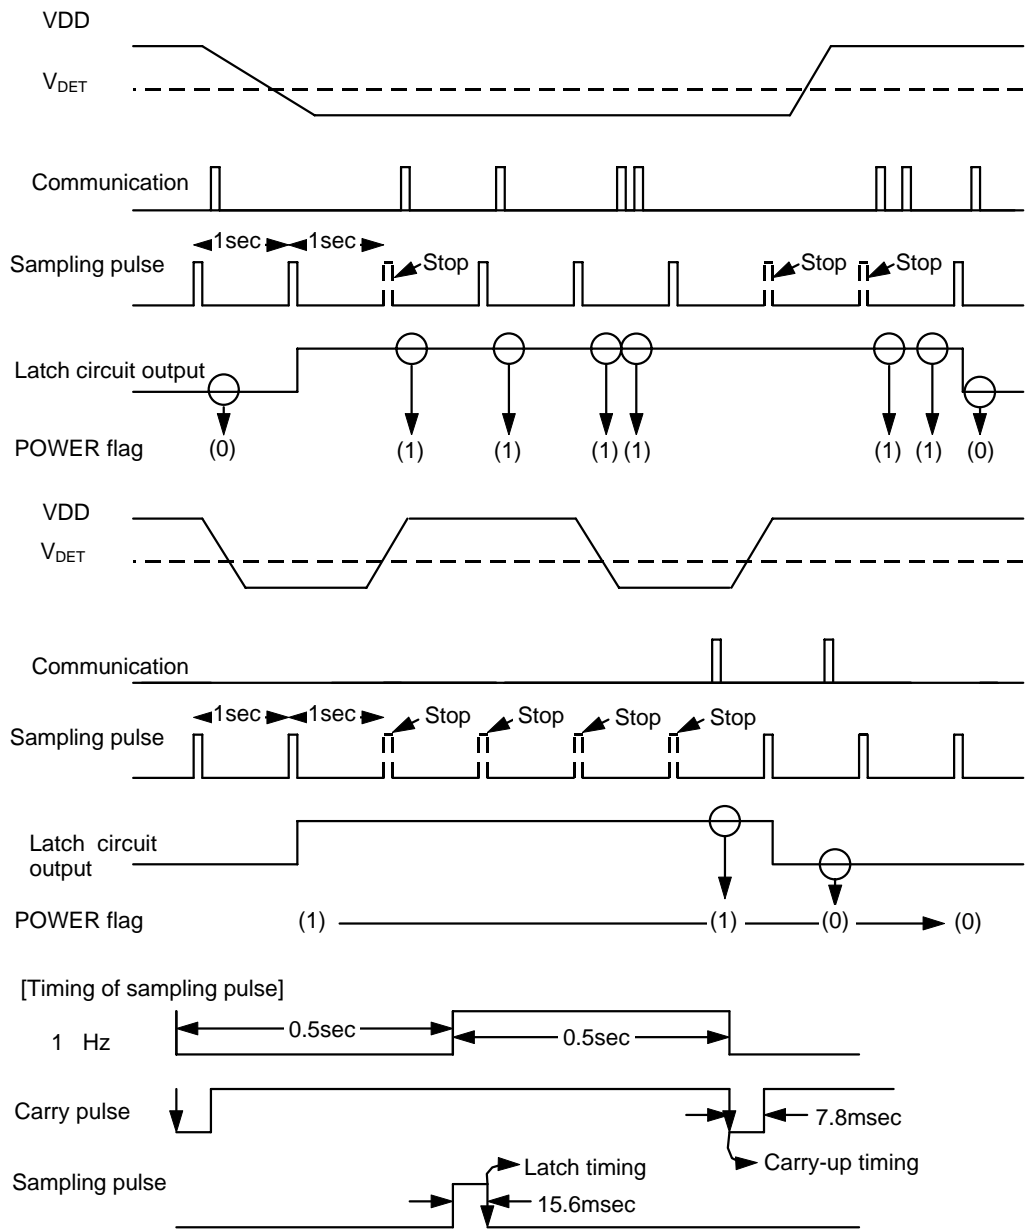 VDD
VDET
Communication
1sec 1sec
Sampling pulse Stop Stop Stop
Latch circuit output
POWER flag (0) (1) (1) (1) (1) (1) (1) (0)
VDD
VDET
Communication
1sec 1sec Stop Stop Stop Stop
Sampling pulse
Latch circuit
output
POWER flag (1) (1) (0) (0)
[Timing of sampling pulse]
1 Hz 0.5sec 0.5sec
Carry pulse 7.8msec
Latch timing Carry-up timing
Sampling pulse 15.6msec